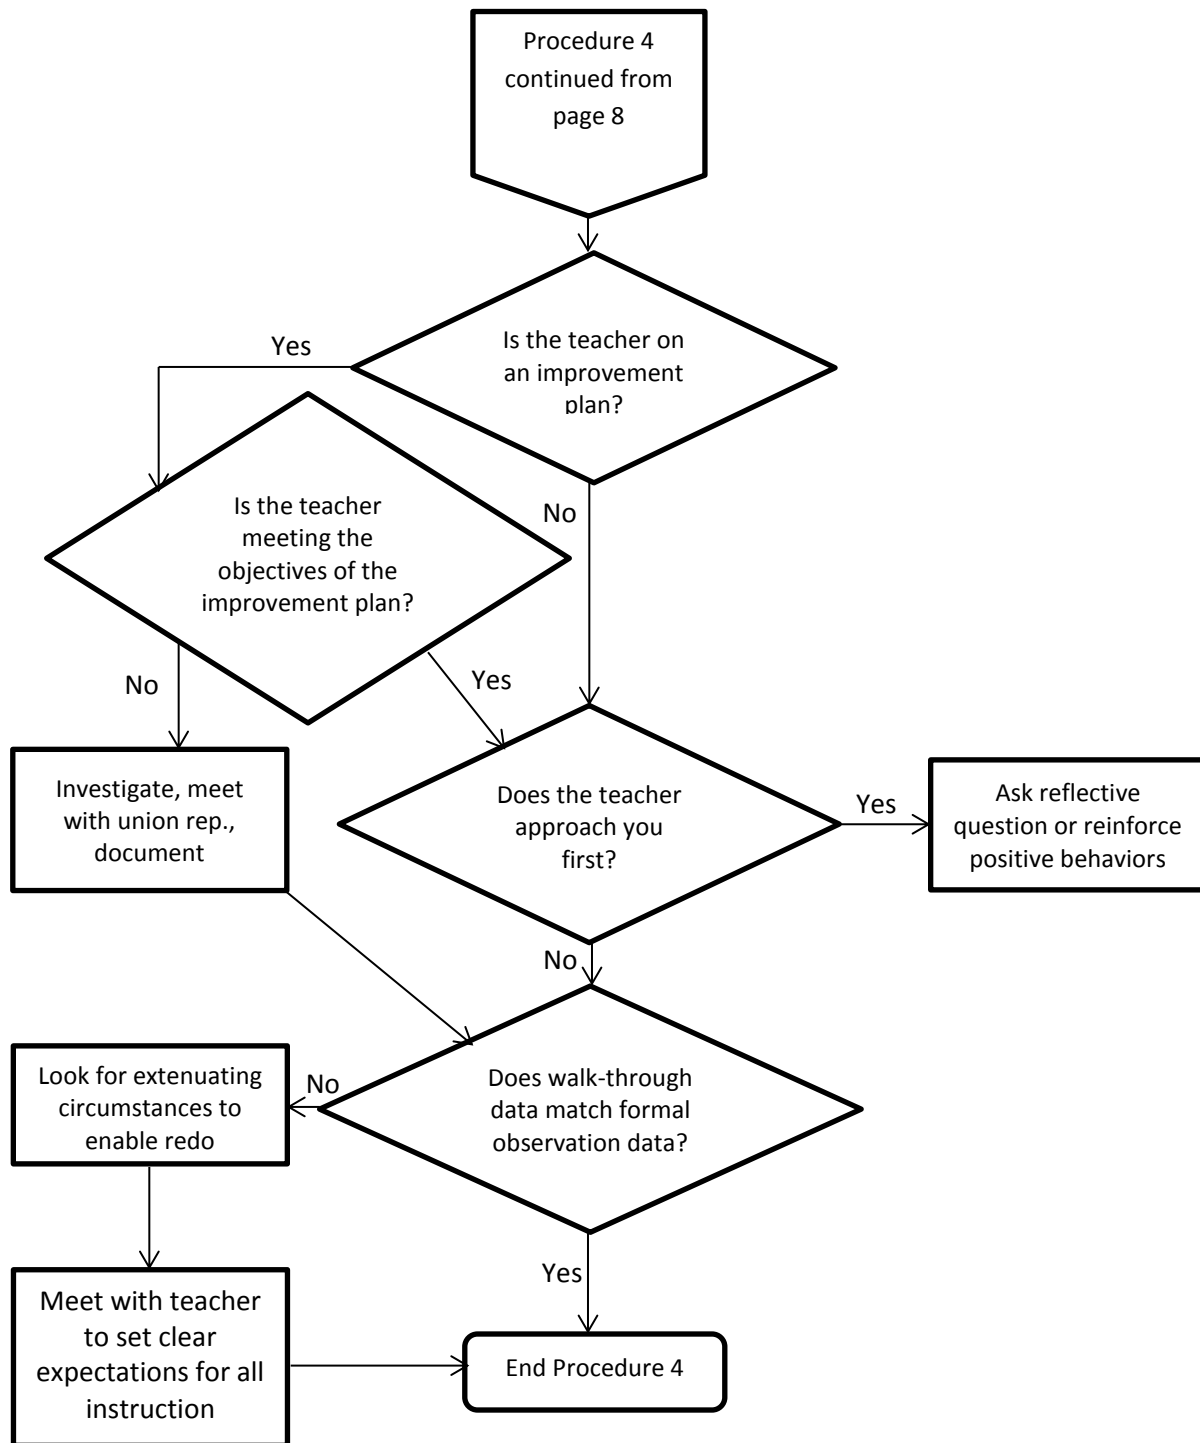 Procedure 4
continued from
page 8
Is the teacher on
an improvement
plan?
Yes
No
Is the teacher
meeting the
objectives of the
improvement plan?
No
Yes
Investigate, meet
with union rep.,
document
Does the teacher
approach you
first?
Yes
Ask reflective
question or reinforce
positive behaviors
No
Does walk-through
data match formal
observation data?
No
Look for extenuating
circumstances to
enable redo
Yes
Meet with teacher
to set clear
expectations for all
instruction
End Procedure 4